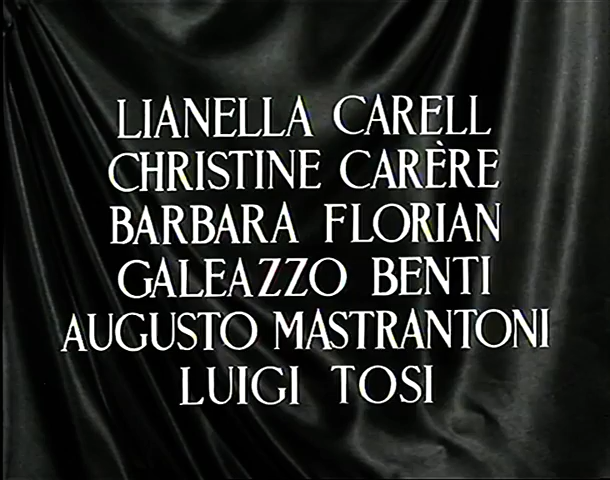 LIANELLA CARELL
CHRISTINE CARÈRE
BARBARA FLORIAN
GALEAZZO BENTI
AUGUSTO MASTRANTONI
LUIGI TOSI